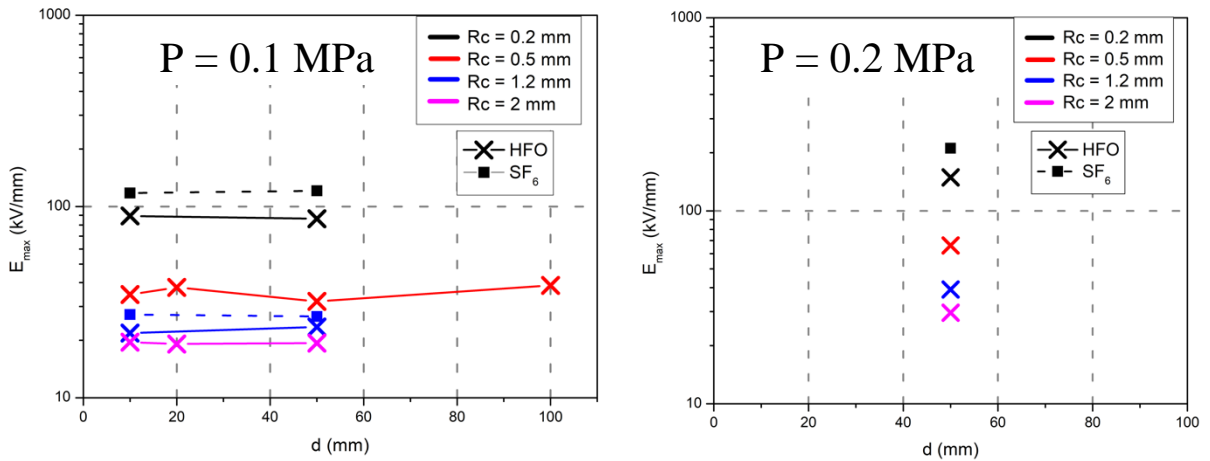 P = 0.1 MPa
Rc = 0.2 mm
Rc = 0.5 mm
Rc = 1.2 mm
Rc = 2 mm
HFO
SF6
1000
100
10
0 20 40 60 80 100
E max (kV/mm)
d (mm)
P = 0.2 MPa
Rc = 0.2 mm
Rc = 0.5 mm
Rc = 1.2 mm
Rc = 2 mm
HFO
SF6
1000
100
10
0 20 40 60 80 100
E max (kV/mm)
d (mm)